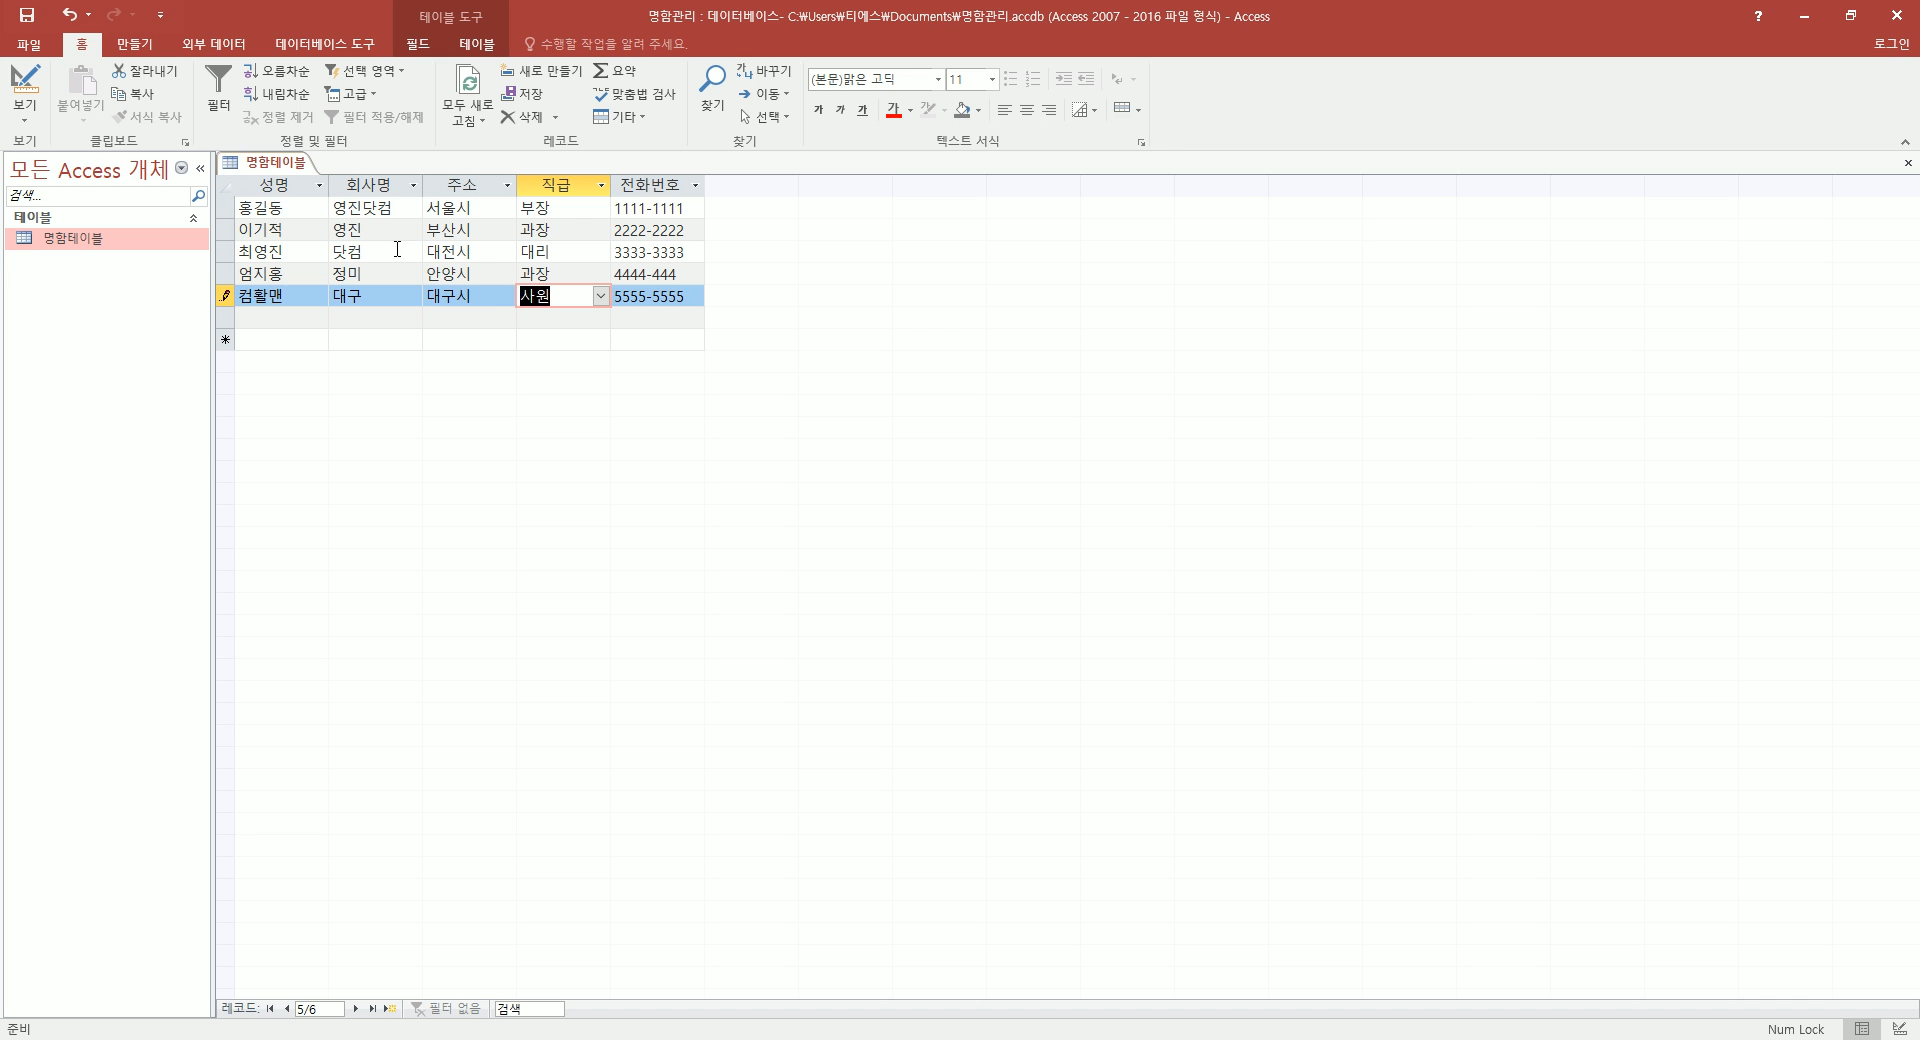 테이블 도구
명함관리 : 데이터베이스- C:₩Users₩티에스₩Documents₩명함관리.accdb (Access 2007 - 2016 파일 형식) - Access
?
파일 홈 만들기 외부 데이터 데이터베이스 도구 필드 테이블 수행할 작업을 알려 주세요. 로그인
보기
보기
붙여넣기
잘라내기
복사
서식 복사
클립보드
필터
오름차순
내림차순
정렬 제거
선택 영역
고급
필터 적용/해제
정렬 및 필터
모두 새로
고침
새로 만들기
저장
삭제
요약
맞춤법 검사
기타
레코드
찾기
바꾸기
이동
선택
찾기
(본문)맑은 고딕 11
가 가 가 가
텍스트 서식
모든 Access 개체
검색...
테이블
명함테이블
명함테이블
성명 회사명 주소 직급 전화번호
홍길동 영진닷컴 서울시 부장 1111-1111
이기적 영진 부산시 과장 2222-2222
최영진 닷컴 대전시 대리 3333-3333
엄지홍 정미 안양시 과장 4444-444
컴활맨 대구 대구시 사원 5555-5555
레코드: 5/6 필터 없음 검색
준비 Num Lock